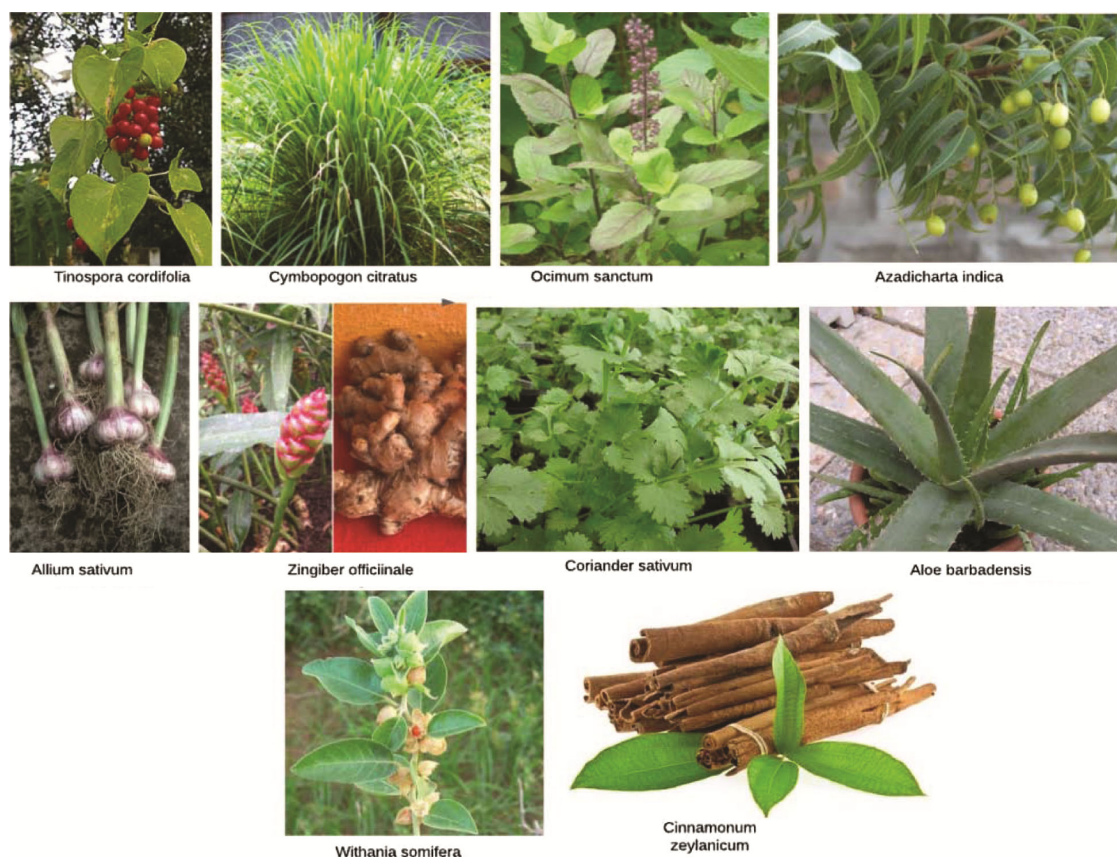 Tinospora cordifolia
Cymbopogon citratus
Ocimum sanctum
Azadicharta indica
Allium sativum
Zingiber officiinale
Coriander sativum
Aloe barbadensis
Withania somifera
Cinnamonum
zeylanicum